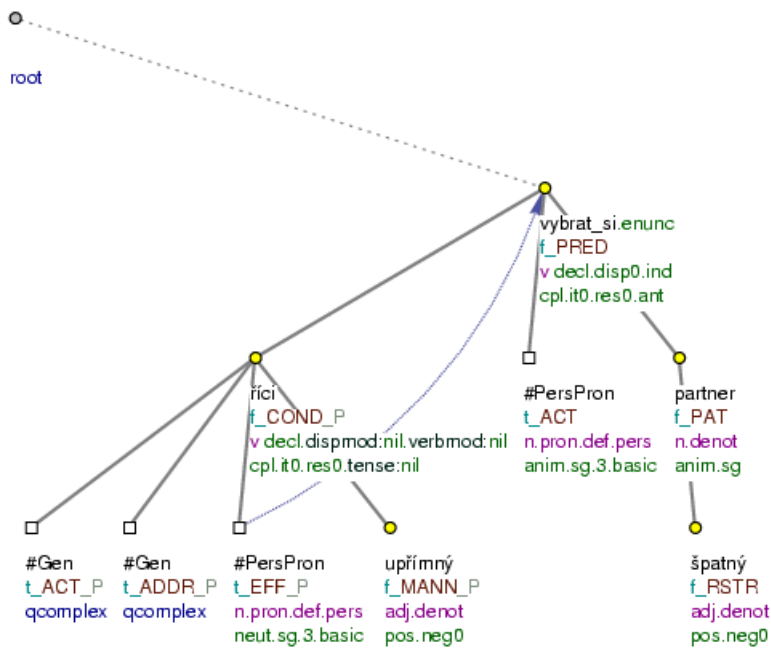 root
vybrat_si.enunc
f_PRED
v decl.disp0.ind
cpl.it0.res0.ant
říci
f_COND_P
v decl.dispmod:nil.verbmod:nil
cpl.it0.res0.tense:nil
#PersPron
t_ACT
n.pron.def.pers
anim.sg.3.basic
partner
f_PAT
n.denot
anim.sg
#Gen
t_ACT_P
qcomplex
#Gen
t_ADDR_P
qcomplex
#PersPron
t_EFF_P
n.pron.def.pers
neut.sg.3.basic
upřímný
f_MANN_P
adj.denot
pos.neg0
špatný
f_RSTR
adj.denot
pos.neg0